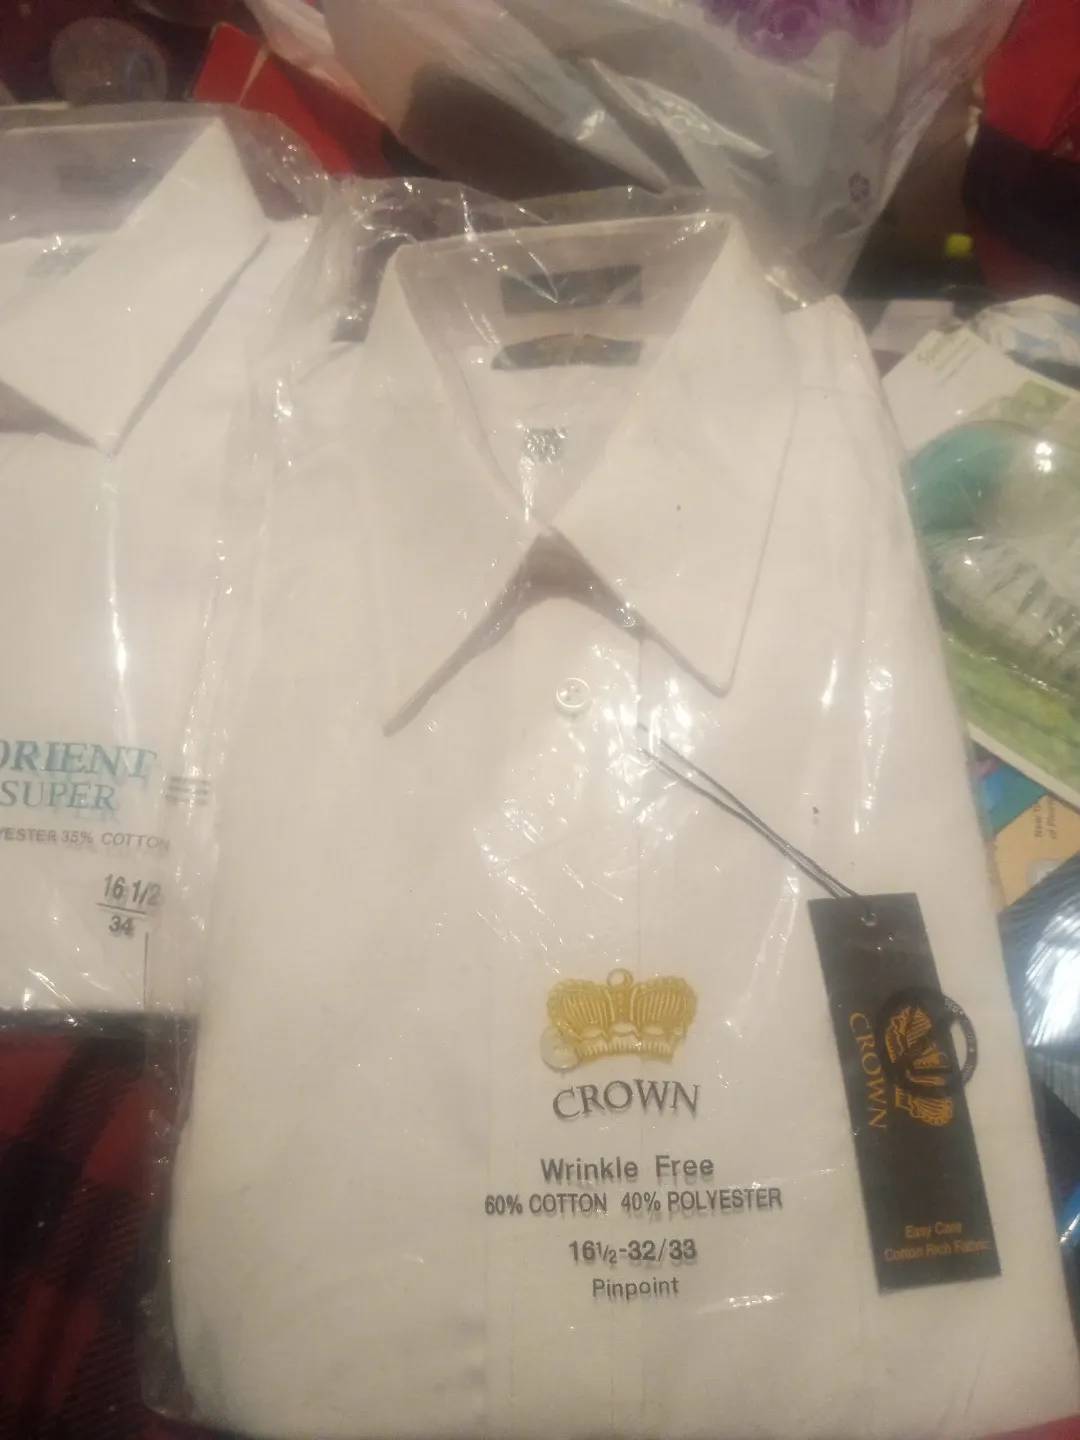 ORIENT
SUPER
35% COTTON
16 1/2
34
CROWN
Wrinkle Free
60% COTTON 40% POLYESTER
16½-32/33
Pinpoint
CROWN
Easy Care
Cotton Rich Fabric